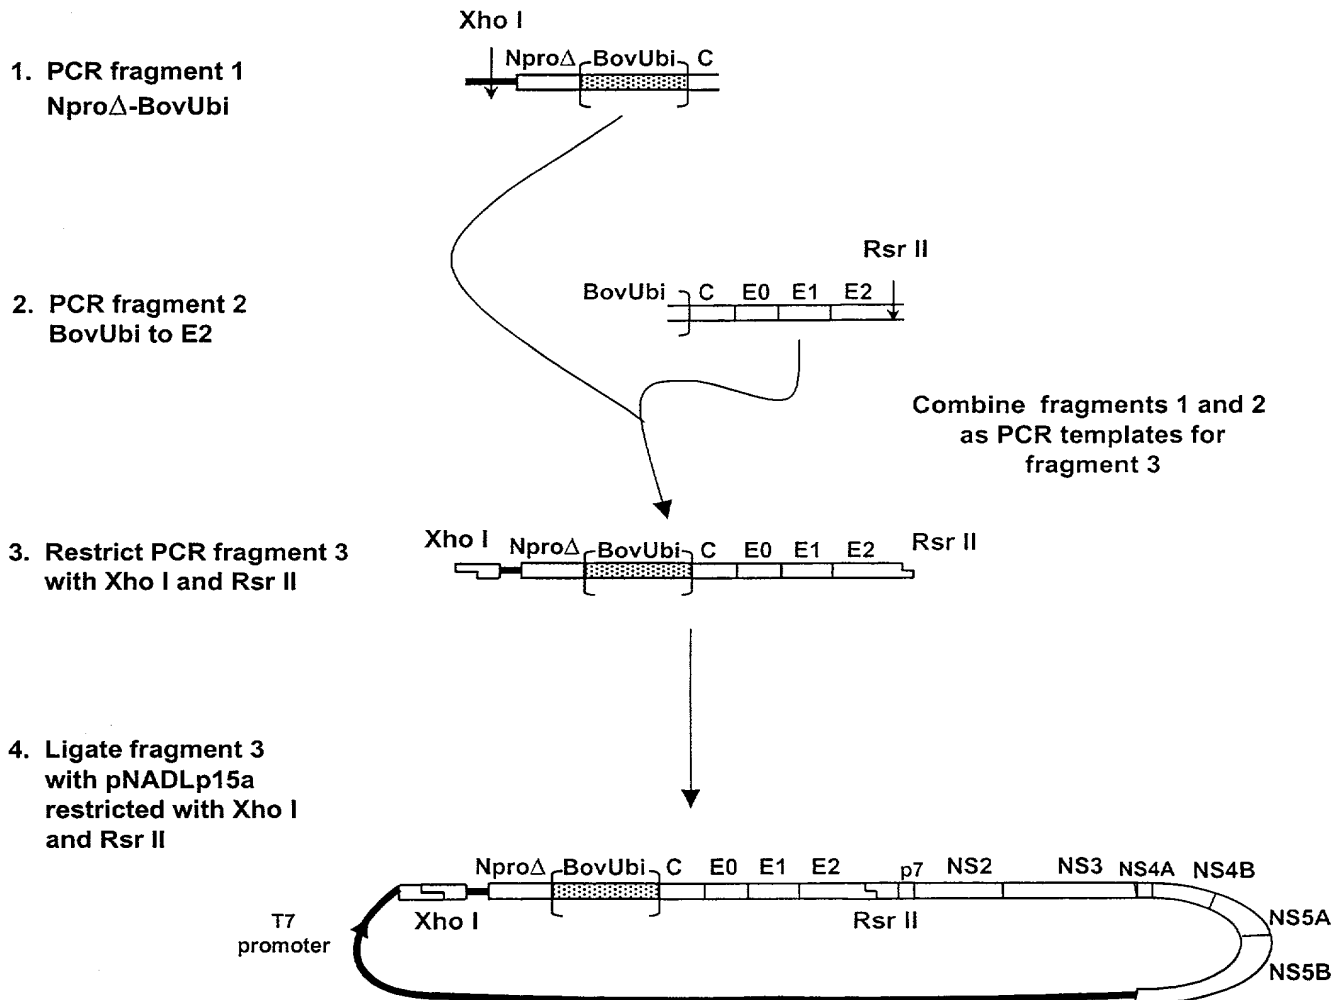 Xho I
1. PCR fragment 1
NproΔ-BovUbi
NproΔ BovUbi C
Rsr II
2. PCR fragment 2
BovUbi to E2
BovUbi C E0 E1 E2
Combine fragments 1 and 2
as PCR templates for
fragment 3
3. Restrict PCR fragment 3
with Xho I and Rsr II
Xho I NproΔ BovUbi C E0 E1 E2 Rsr II
4. Ligate fragment 3
with pNADLp15a
restricted with Xho I
and Rsr II
NproΔ BovUbi C E0 E1 E2 p7 NS2 NS3 NS4A NS4B
Xho I Rsr II
T7
promoter
NS5A
NS5B